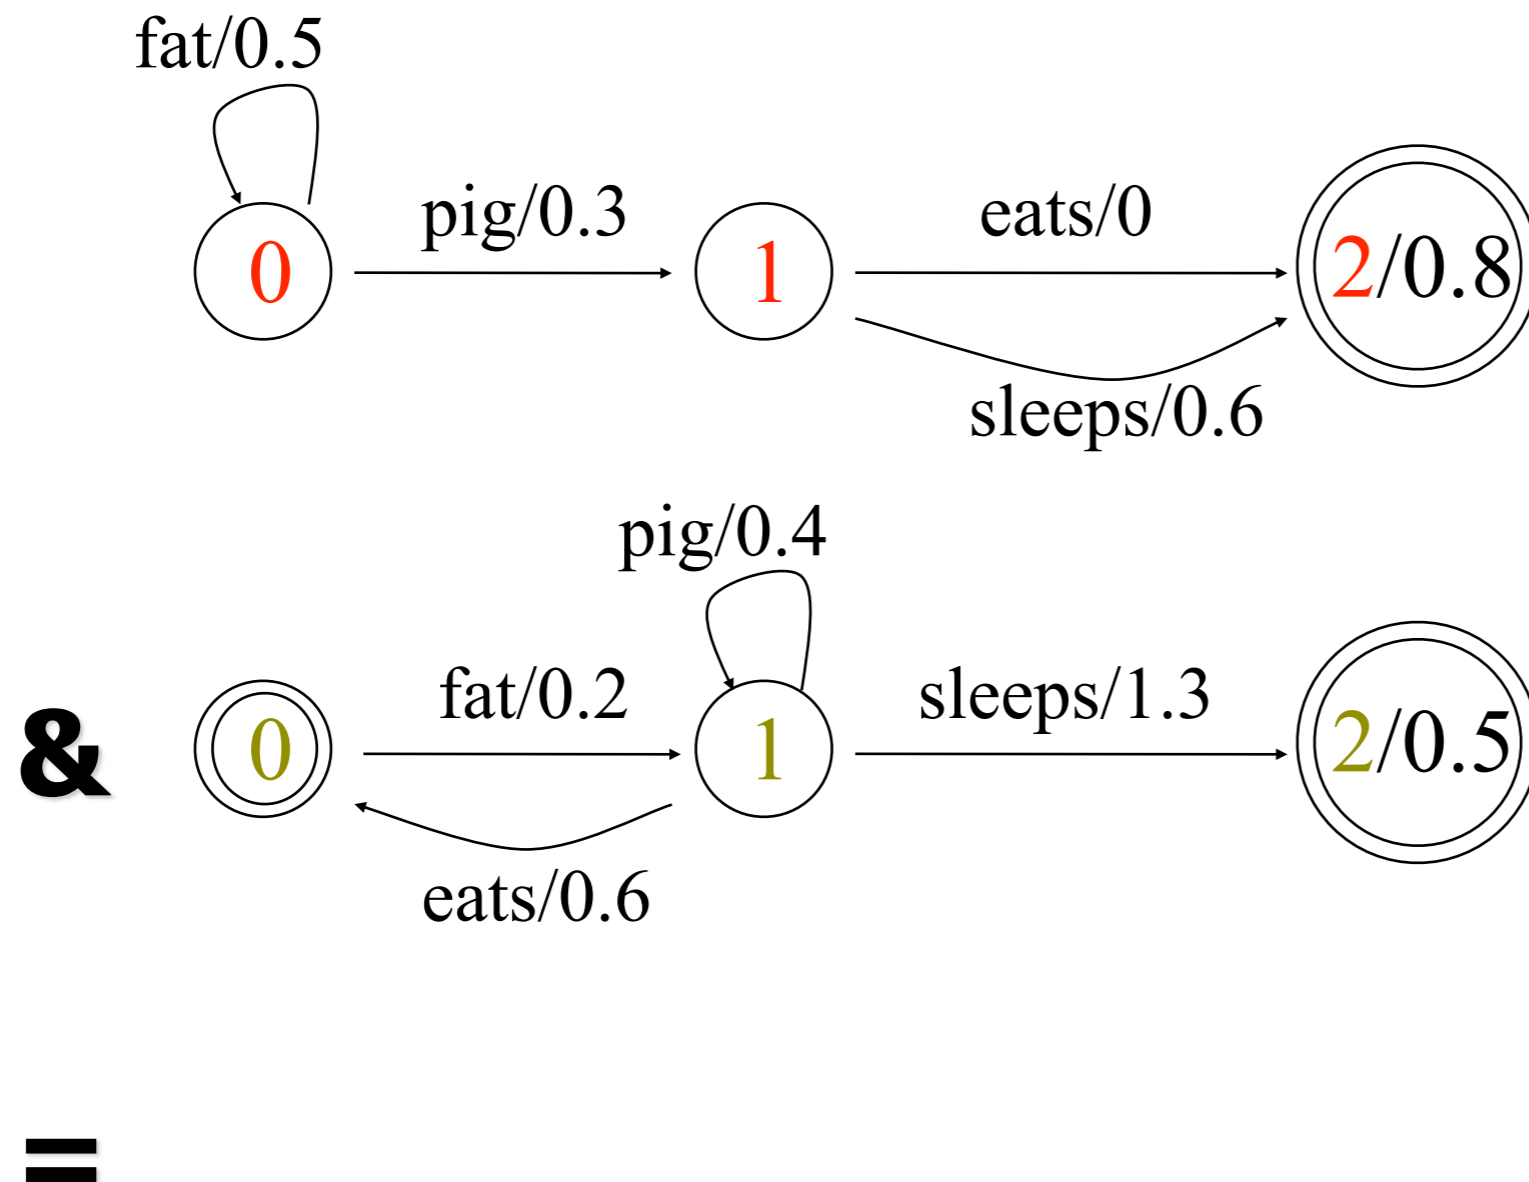 fat/0.5
pig/0.3 eats/0
0 1 2/0.8
sleeps/0.6
pig/0.4
fat/0.2 sleeps/1.3
& 0 1 2/0.5
eats/0.6
=